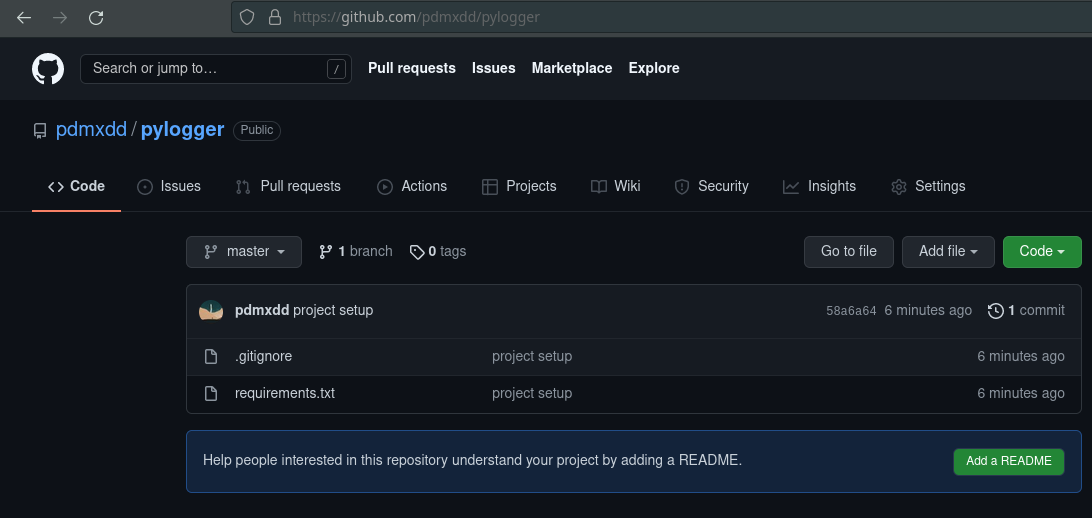 https://github.com/pdmxdd/pylogger
Search or jump to... / Pull requests Issues Marketplace Explore
pdmxdd / pylogger Public
<> Code Issues Pull requests Actions Projects Wiki Security Insights Settings
master 1 branch 0 tags Go to file Add file Code
pdmxdd project setup 58a6a64 6 minutes ago 1 commit
.gitignore project setup 6 minutes ago
requirements.txt project setup 6 minutes ago
Help people interested in this repository understand your project by adding a README. Add a README